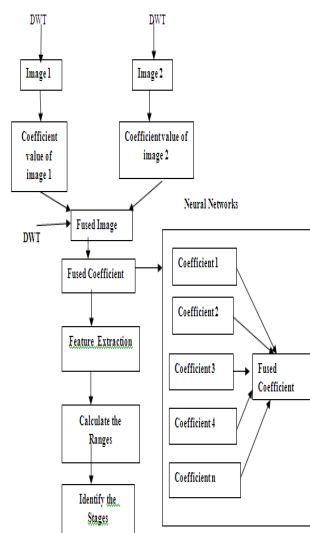 DWT
DWT
Image 1
Image 2
Coefficient
value of
image 1
Coefficient value of
image 2
Neural Networks
Fused Image
DWT
Fused Coefficient
Coefficient 1
Coefficient 2
Feature Extraction
Coefficient 3
Fused
Coefficient
Calculate the
Ranges
Coefficient 4
Coefficient n
Identify the
Stages